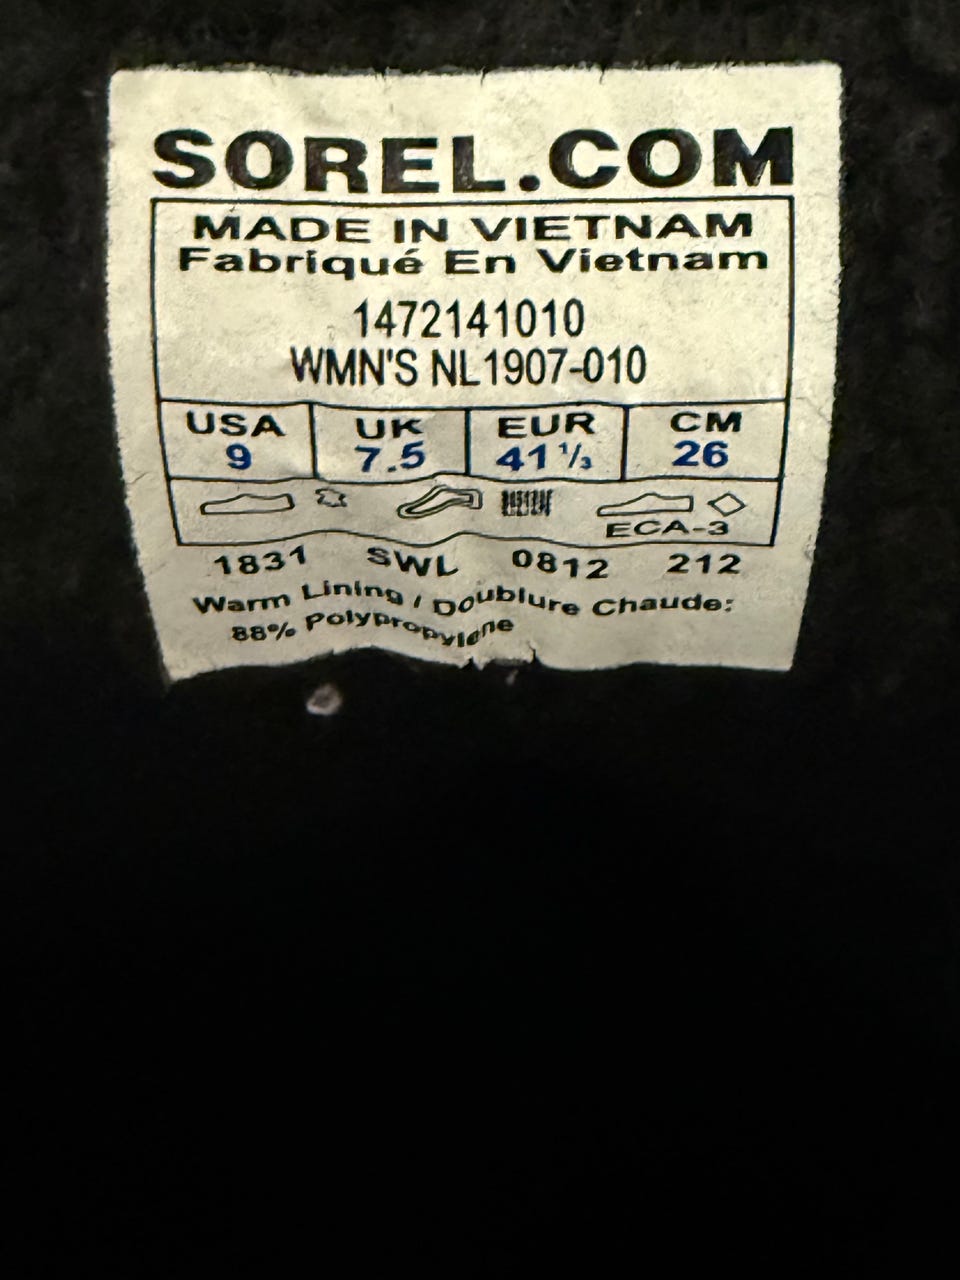 SOREL.COM
MADE IN VIETNAM
Fabriqué En Vietnam
1472141010
WMN'S NL1907-010
USA UK EUR CM
9 7.5 41 1/3 26
ECA-3
1831 SWL 0812 212
Warm Lining / Doublure Chaude:
88% Polypropylene